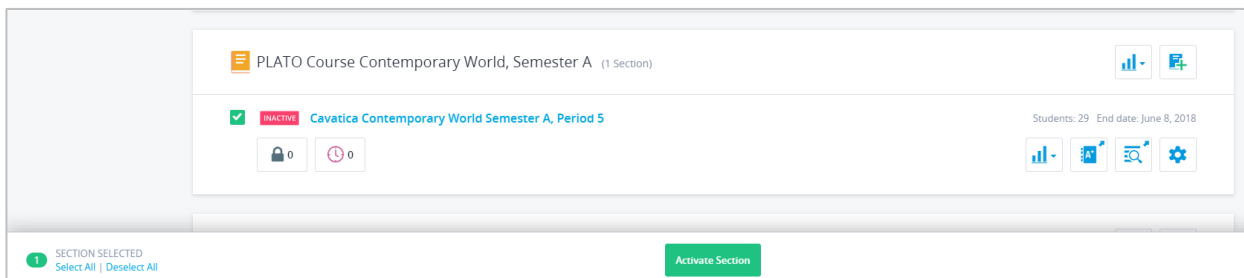 PLATO Course Contemporary World, Semester A (1 Section)
INACTIVE Cavatica Contemporary World Semester A, Period 5
Students: 29 End date: June 8, 2018
0 0
A+
1 SECTION SELECTED
Select All | Deselect All
Activate Section